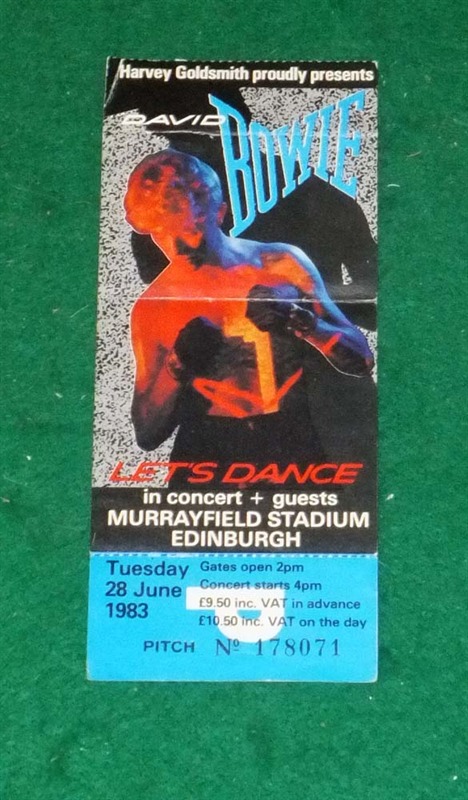 Harvey Goldsmith proudly presents
DAVID BOWIE
LET'S DANCE
in concert + guests
MURRAYFIELD STADIUM
EDINBURGH
Tuesday
28 June
1983
Gates open 2pm
Concert starts 4pm
£9.50 inc. VAT in advance
£10.50 inc. VAT on the day
PITCH Nº 178071